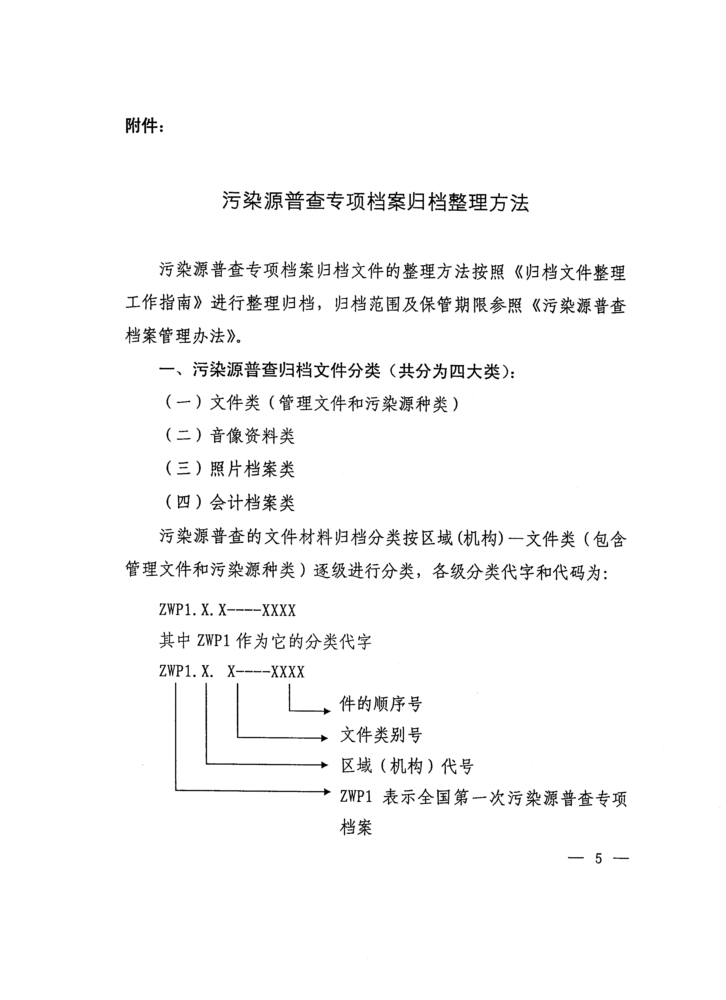 附件：
污染源普查专项档案归档整理方法
污染源普查专项档案归档文件的整理方法按照《归档文件整理
工作指南》进行整理归档，归档范围及保管期限参照《污染源普查
档案管理办法》。
一、污染源普查归档文件分类（共分为四大类）：
（一）文件类（管理文件和污染源种类）
（二）音像资料类
（三）照片档案类
（四）会计档案类
污染源普查的文件材料归档分类按区域(机构)—文件类（包含
管理文件和污染源种类）逐级进行分类，各级分类代字和代码为：
ZWP1.X.X----XXXX
其中 ZWP1 作为它的分类代字
ZWP1.X. X----XXXX
件的顺序号
文件类别号
区域（机构）代号
ZWP1 表示全国第一次污染源普查专项
档案
— 5 —